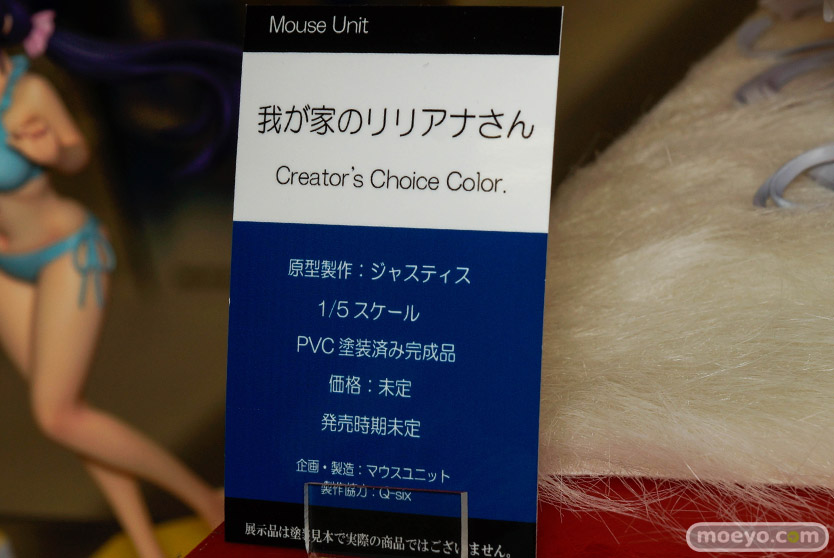 Mouse Unit
我が家のリリアナさん
Creator's Choice Color.
原型製作：ジャスティス
1/5スケール
PVC塗装済み完成品
価格：未定
発売時期未定
企画・製造：マウスユニット
製作協力：Q-six
展示品は塗装見本で実際の商品ではございません。
moeyo.com